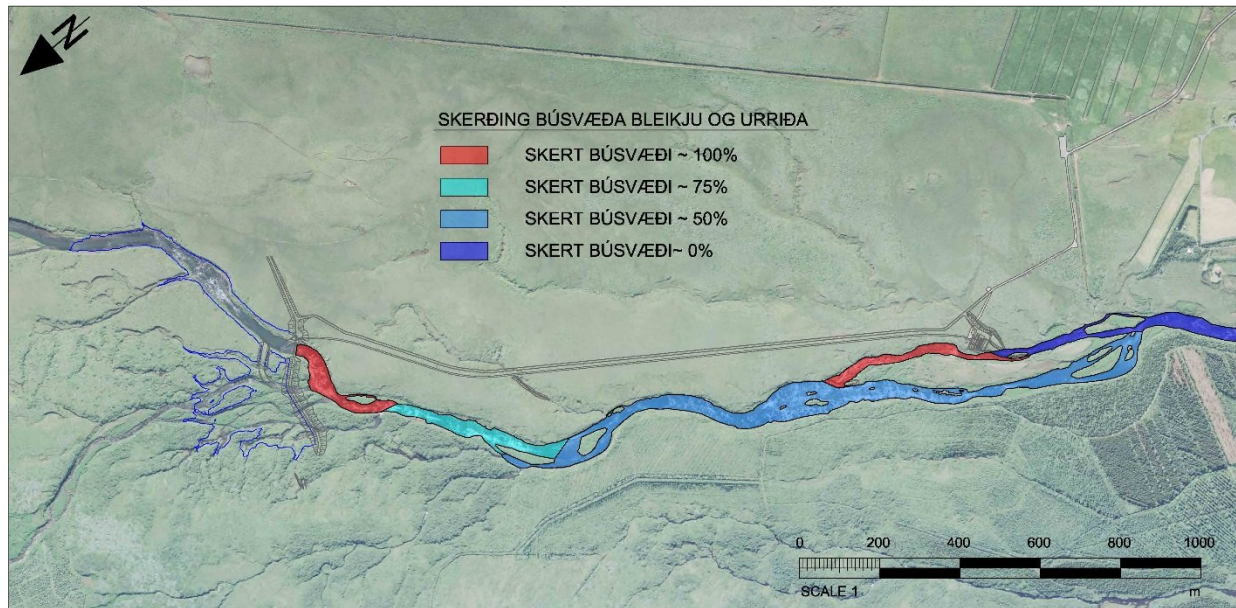 N
SKERÐING BÚSVÆÐA BLEIKJU OG URRIÐA
SKERT BÚSVÆÐI ~ 100%
SKERT BÚSVÆÐI ~ 75%
SKERT BÚSVÆÐI ~ 50%
SKERT BÚSVÆÐI~ 0%
0 200 400 600 800 1000
SCALE 1 m